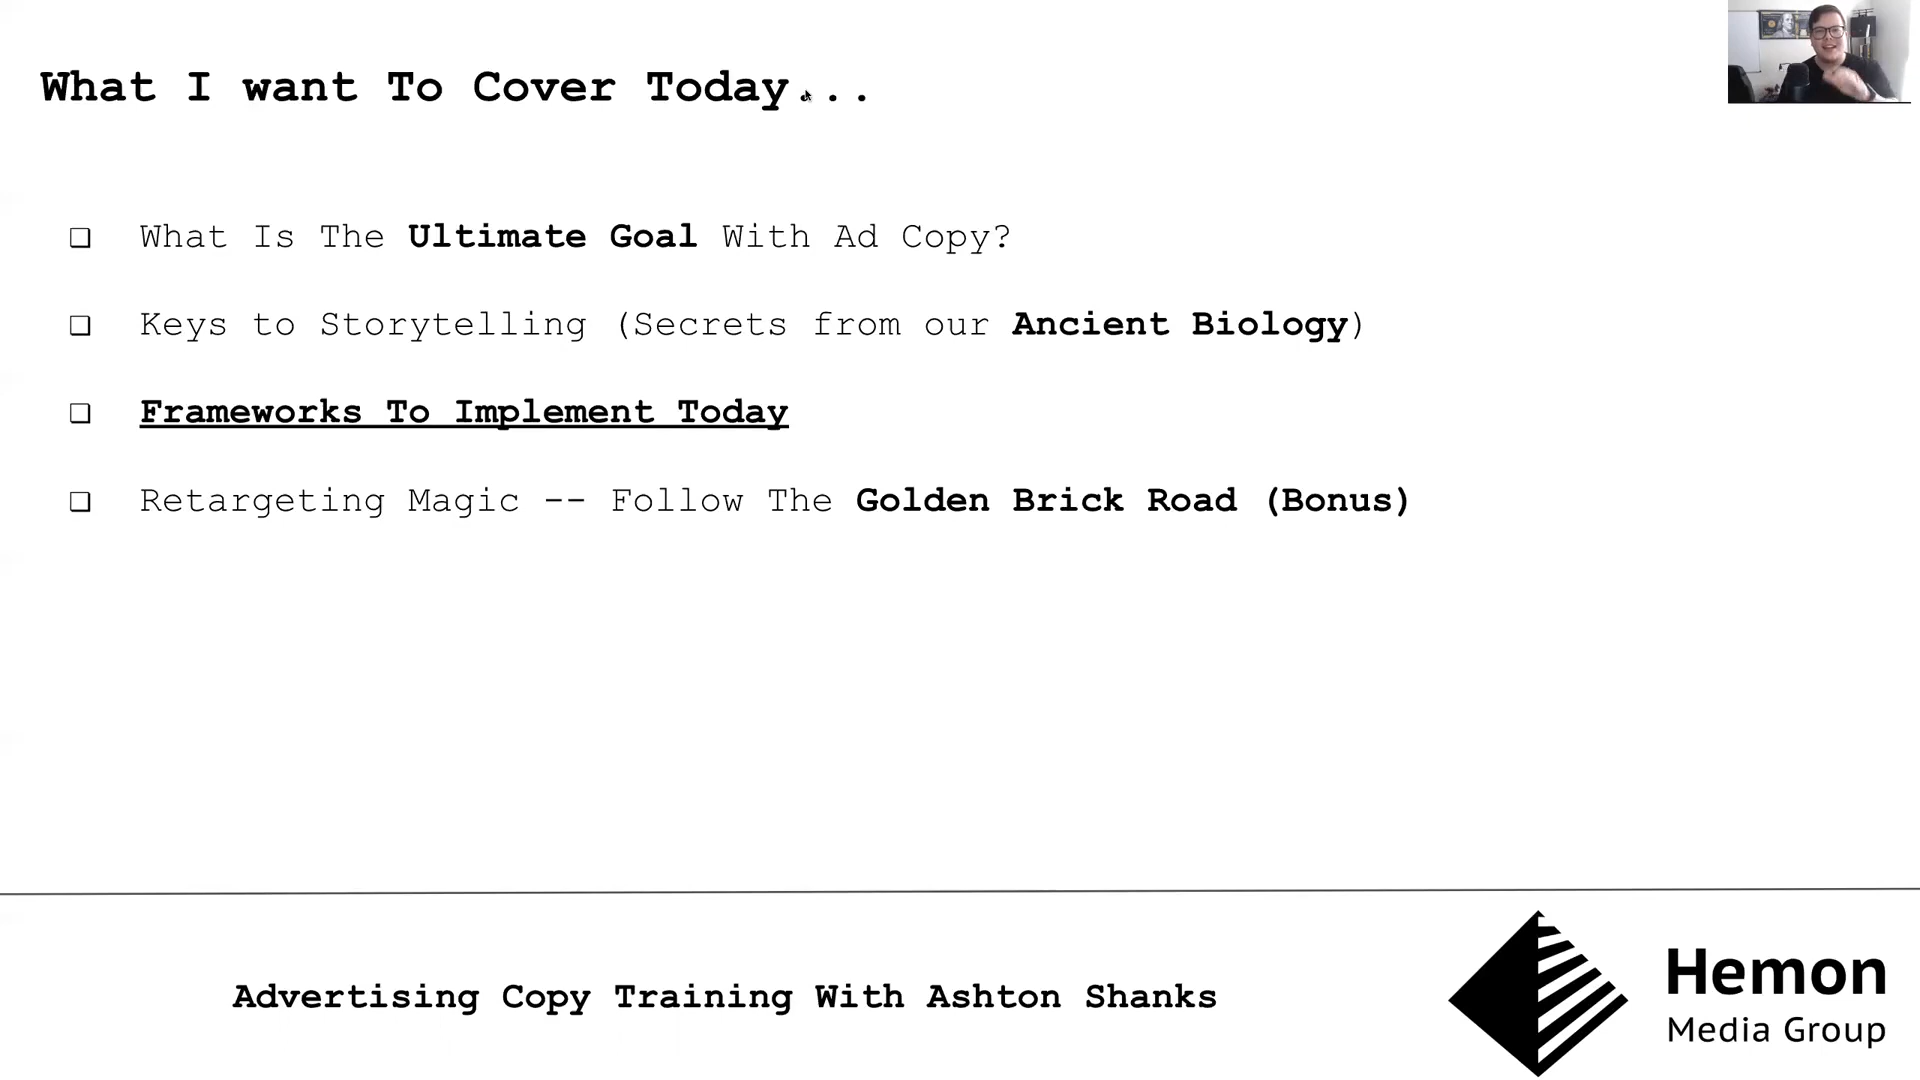 What I want To Cover Today...
❏ What Is The Ultimate Goal With Ad Copy?
❏ Keys to Storytelling (Secrets from our Ancient Biology)
❏ Frameworks To Implement Today
❏ Retargeting Magic -- Follow The Golden Brick Road (Bonus)
Advertising Copy Training With Ashton Shanks
Hemon
Media Group